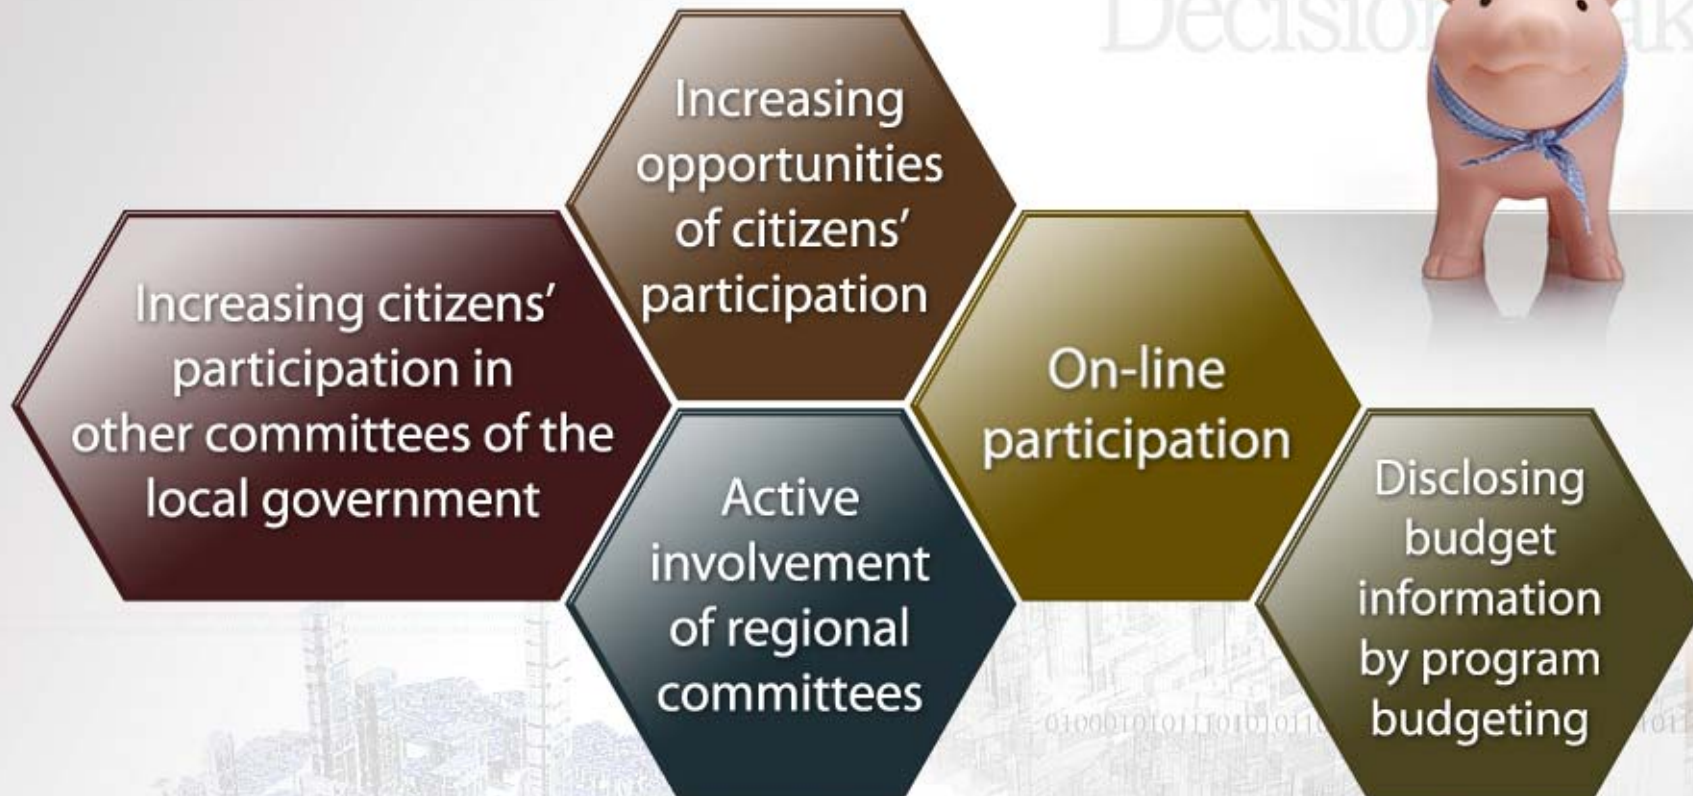 Increasing
opportunities
of citizens’
participation
Increasing citizens’
participation in
other committees of the
local government
On-line
participation
Active
involvement
of regional
committees
Disclosing
budget
information
by program
budgeting